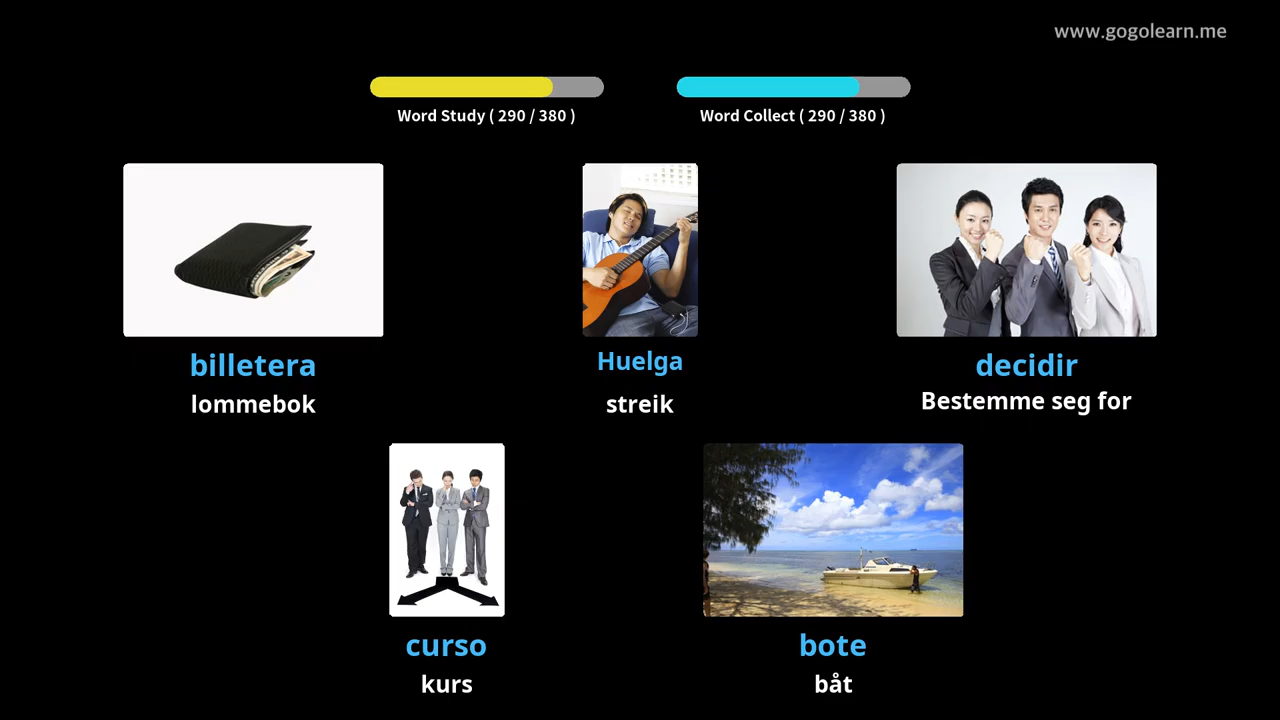 www.gogolearn.me
Word Study ( 290 / 380 )
Word Collect ( 290 / 380 )
billetera
lommebok
Huelga
streik
decidir
Bestemme seg for
curso
kurs
bote
båt